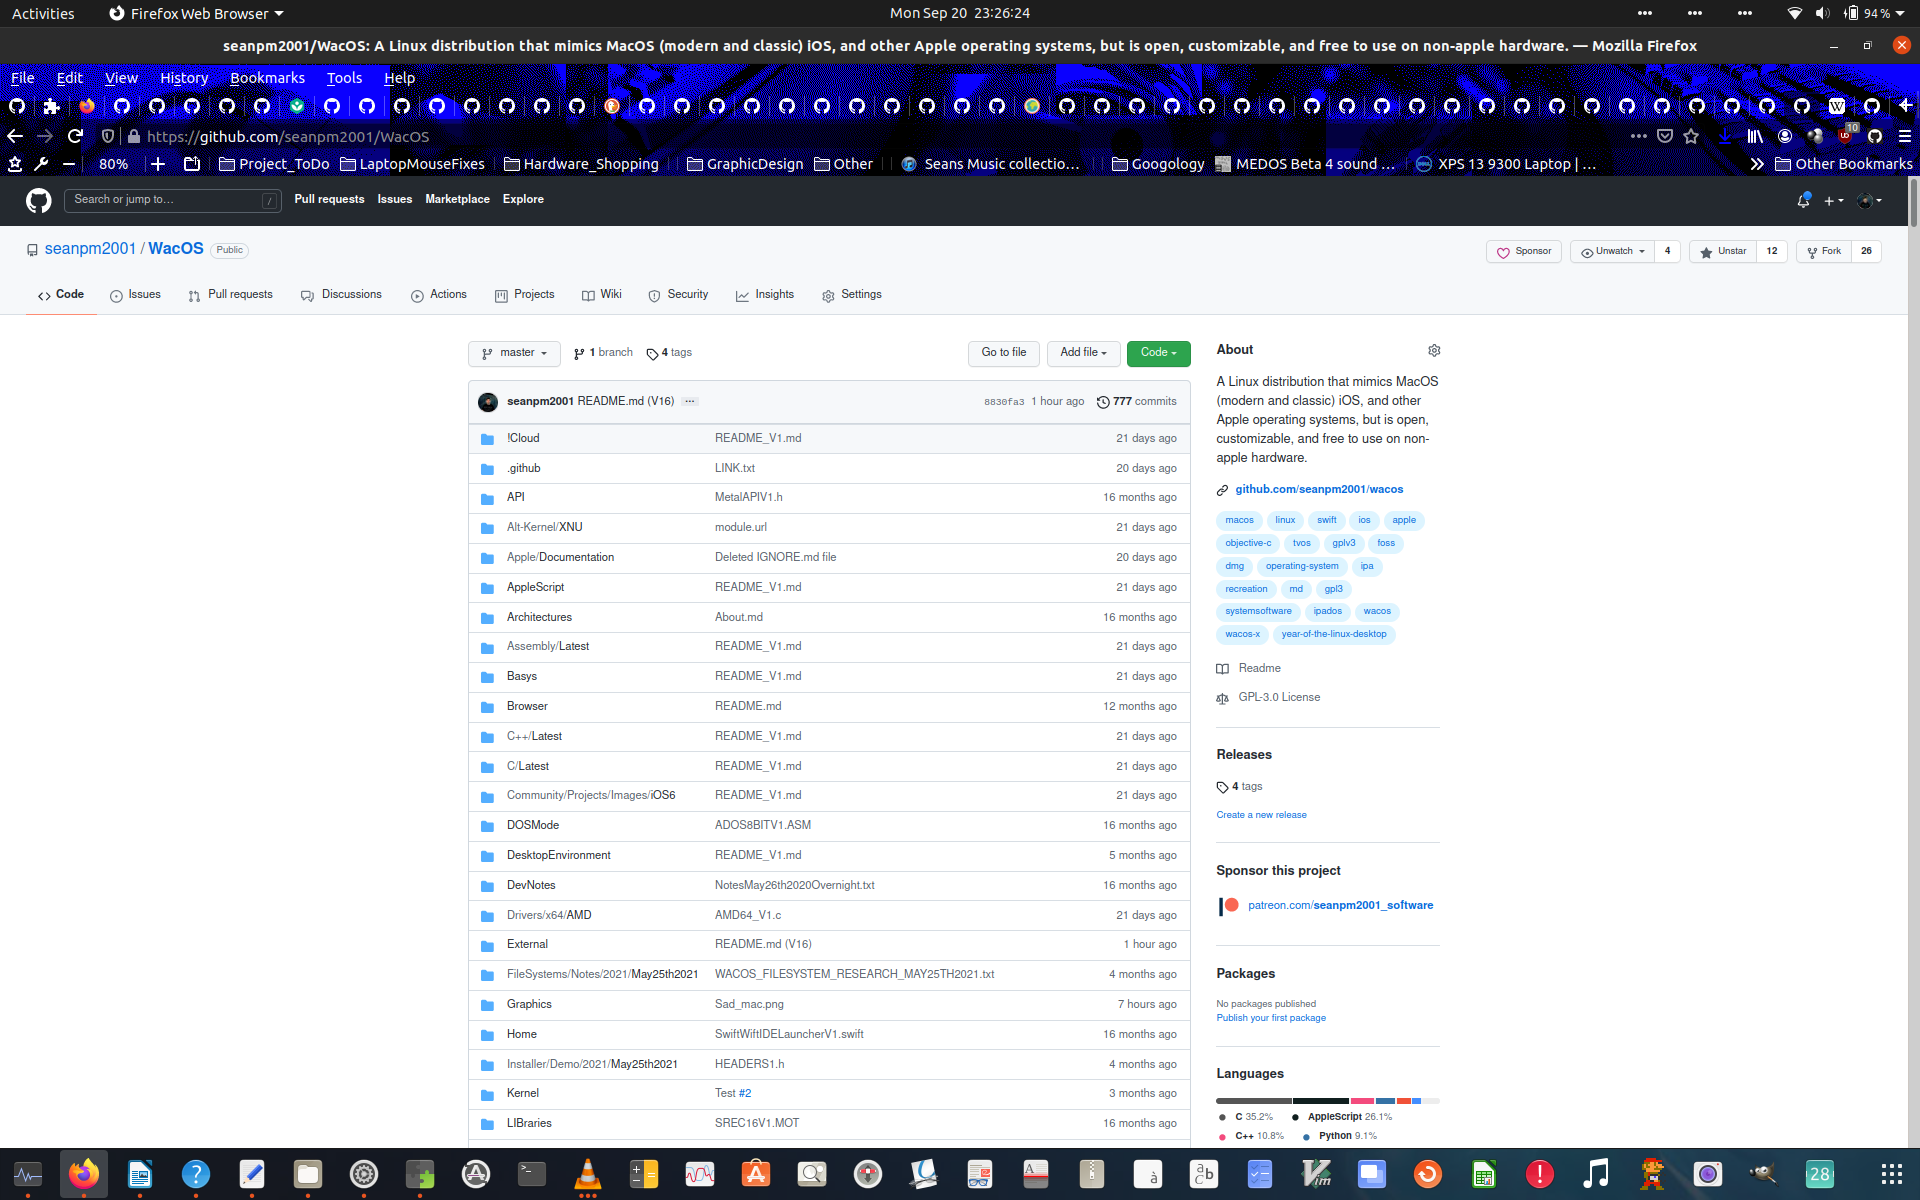 Activities Firefox Web Browser Mon Sep 20 23:26:24 94 %
seanpm2001/WacOS: A Linux distribution that mimics MacOS (modern and classic) iOS, and other Apple operating systems, but is open, customizable, and free to use on non-apple hardware. — Mozilla Firefox
File Edit View History Bookmarks Tools Help
https://github.com/seanpm2001/WacOS 10
80% Project_ToDo LaptopMouseFixes Hardware_Shopping GraphicDesign Other Seans Music collectio… Googology MEDOS Beta 4 sound … XPS 13 9300 Laptop | … Other Bookmarks
Search or jump to… / Pull requests Issues Marketplace Explore
seanpm2001 / WacOS Public Sponsor Unwatch 4 Unstar 12 Fork 26
Code Issues Pull requests Discussions Actions Projects Wiki Security Insights Settings
master 1 branch 4 tags Go to file Add file Code
seanpm2001 README.md (V16) ... 8830fa3 1 hour ago 777 commits
!Cloud README_V1.md 21 days ago
.github LINK.txt 20 days ago
API MetalAPIV1.h 16 months ago
Alt-Kernel/XNU module.url 21 days ago
Apple/Documentation Deleted IGNORE.md file 20 days ago
AppleScript README_V1.md 21 days ago
Architectures About.md 16 months ago
Assembly/Latest README_V1.md 21 days ago
Basys README_V1.md 21 days ago
Browser README.md 12 months ago
C++/Latest README_V1.md 21 days ago
C/Latest README_V1.md 21 days ago
Community/Projects/Images/iOS6 README_V1.md 21 days ago
DOSMode ADOS8BITV1.ASM 16 months ago
DesktopEnvironment README_V1.md 5 months ago
DevNotes NotesMay26th2020Overnight.txt 16 months ago
Drivers/x64/AMD AMD64_V1.c 21 days ago
External README.md (V16) 1 hour ago
FileSystems/Notes/2021/May25th2021 WACOS_FILESYSTEM_RESEARCH_MAY25TH2021.txt 4 months ago
Graphics Sad_mac.png 7 hours ago
Home SwiftWiftIDELauncherV1.swift 16 months ago
Installer/Demo/2021/May25th2021 HEADERS1.h 4 months ago
Kernel Test #2 3 months ago
LIBraries SREC16V1.MOT 16 months ago
About
A Linux distribution that mimics MacOS
(modern and classic) iOS, and other
Apple operating systems, but is open,
customizable, and free to use on non-
apple hardware.
github.com/seanpm2001/wacos
macos linux swift ios apple
objective-c tvos gplv3 foss
dmg operating-system ipa
recreation md gpl3
systemsoftware ipados wacos
wacos-x year-of-the-linux-desktop
Readme
GPL-3.0 License
Releases
4 tags
Create a new release
Sponsor this project
patreon.com/seanpm2001_software
Packages
No packages published
Publish your first package
Languages
C 35.2% AppleScript 26.1%
C++ 10.8% Python 9.1%
28